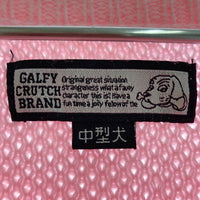 GALFY
CRUTCH
BRAND
Original great situation
strangeness what a fancy
character this is! Have a
fun time a jolly fellow of the
中型犬